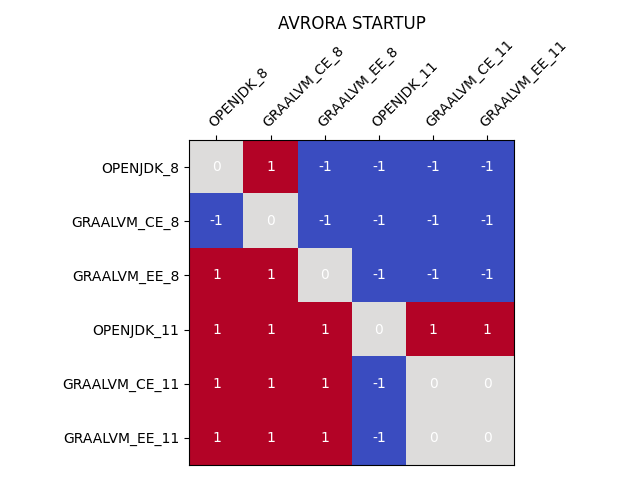 AVRORA STARTUP
OPENJDK_8 GRAALVM_CE_8 GRAALVM_EE_8 OPENJDK_11 GRAALVM_CE_11 GRAALVM_EE_11
OPENJDK_8 0 1 -1 -1 -1 -1
GRAALVM_CE_8 -1 0 -1 -1 -1 -1
GRAALVM_EE_8 1 1 0 -1 -1 -1
OPENJDK_11 1 1 1 0 1 1
GRAALVM_CE_11 1 1 1 -1 0 0
GRAALVM_EE_11 1 1 1 -1 0 0